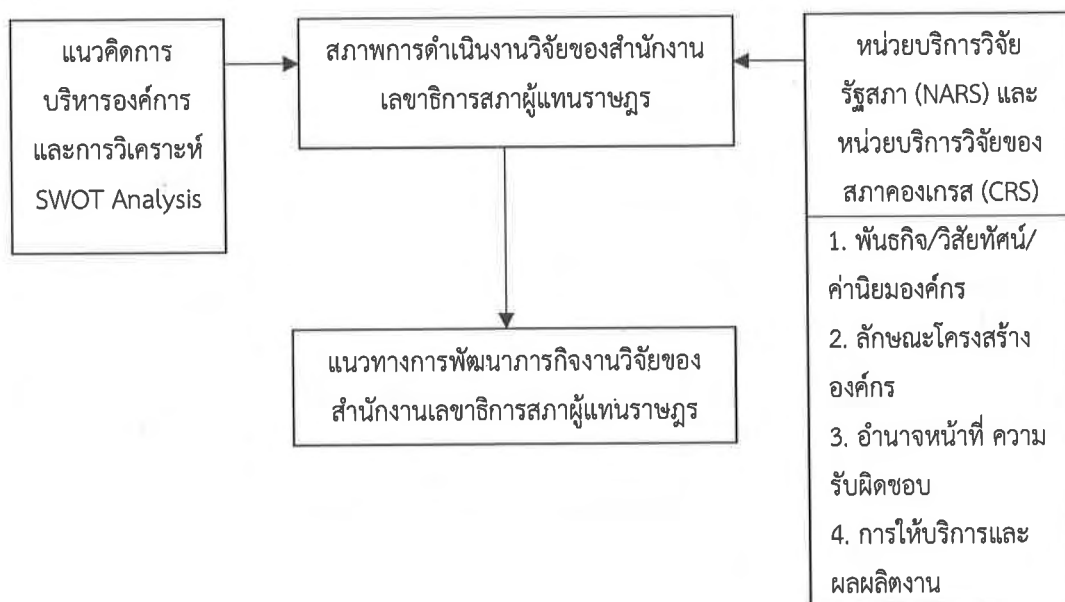 แนวคิดการ
บริหารองค์การ
และการวิเคราะห์
SWOT Analysis
สภาพการดำเนินงานวิจัยของสำนักงาน
เลขาธิการสภาผู้แทนราษฎร
หน่วยบริการวิจัย
รัฐสภา (NARS) และ
หน่วยบริการวิจัยของ
สภาคองเกรส (CRS)
1. พันธกิจ/วิสัยทัศน์/
ค่านิยมองค์กร
2. ลักษณะโครงสร้าง
องค์กร
3. อำนาจหน้าที่ ความ
รับผิดชอบ
4. การให้บริการและ
ผลผลิตงาน
แนวทางการพัฒนาภารกิจงานวิจัยของ
สำนักงานเลขาธิการสภาผู้แทนราษฎร